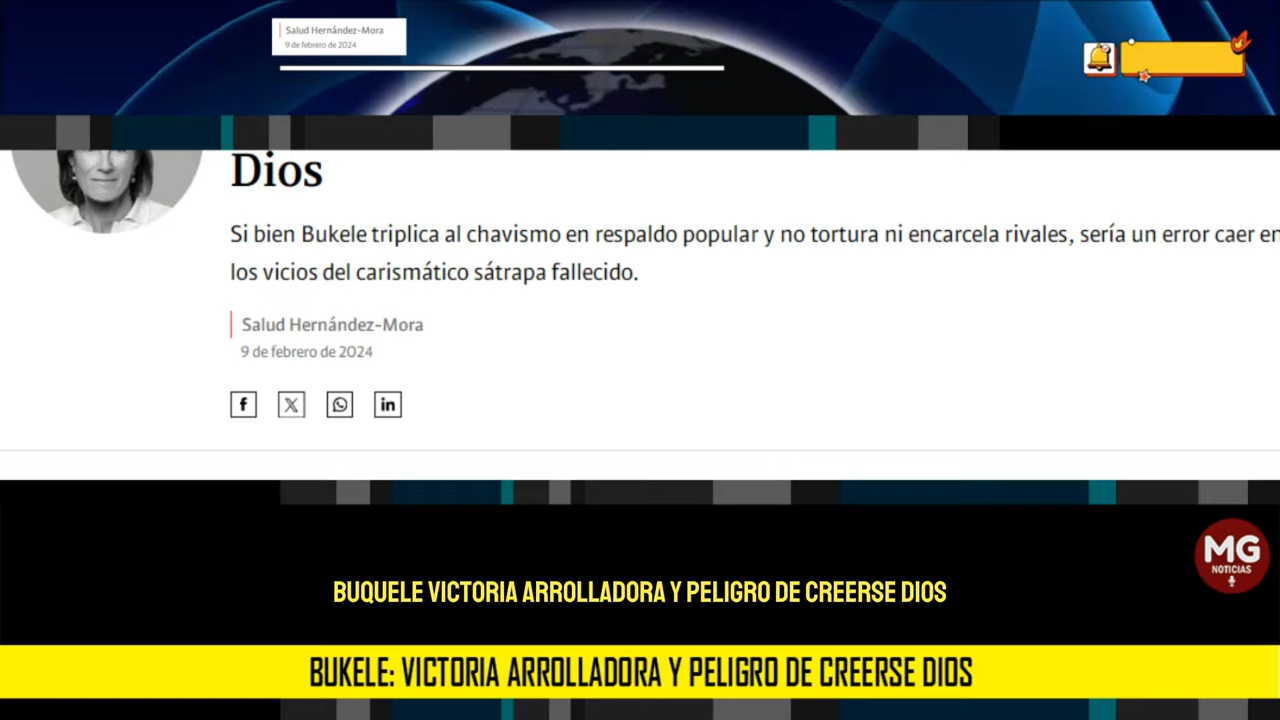 Salud Hernández-Mora
9 de febrero de 2024
Dios
Si bien Bukele triplica al chavismo en respaldo popular y no tortura ni encarcela rivales, sería un error caer en
los vicios del carismático sátrapa fallecido.
Salud Hernández-Mora
9 de febrero de 2024
MG
NOTICIAS
BUQUELE VICTORIA ARROLLADORA Y PELIGRO DE CREERSE DIOS
BUKELE: VICTORIA ARROLLADORA Y PELIGRO DE CREERSE DIOS